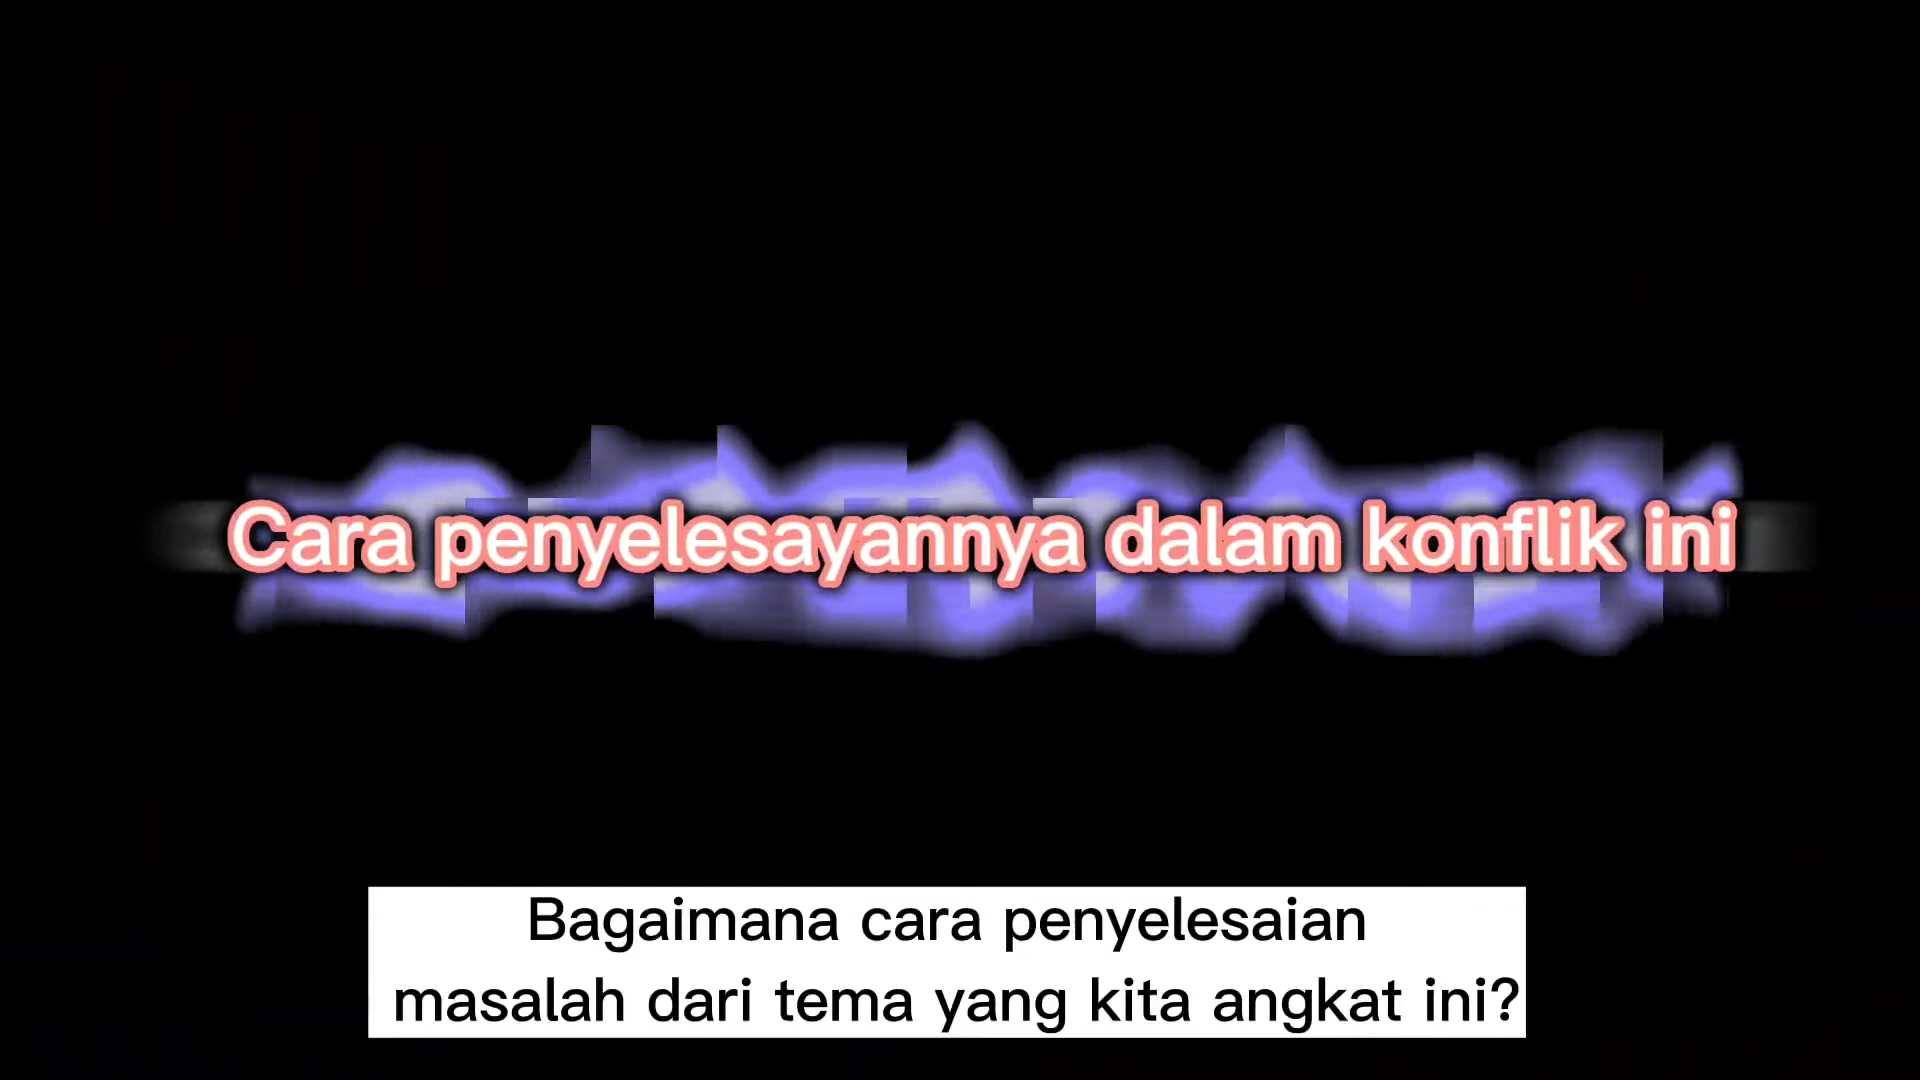 Cara penyelesayannya dalam konflik ini
Bagaimana cara penyelesaian
masalah dari tema yang kita angkat ini?